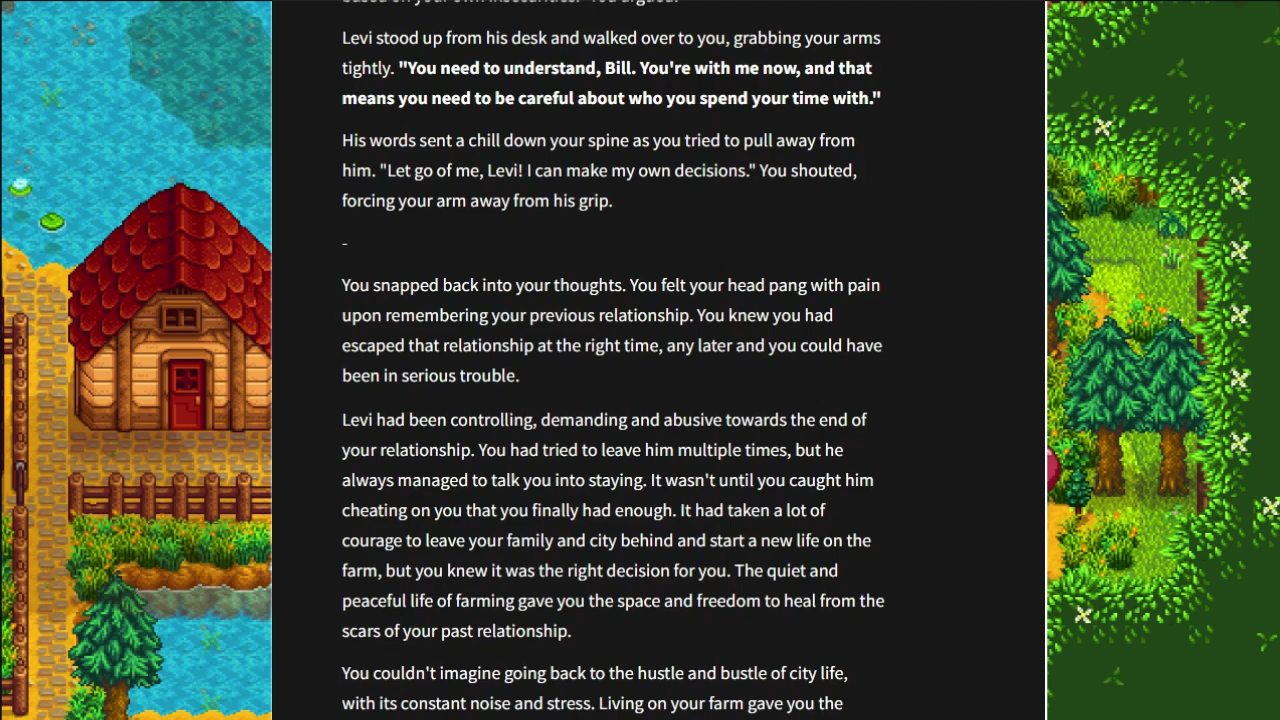 Levi stood up from his desk and walked over to you, grabbing your arms
tightly. "You need to understand, Bill. You're with me now, and that
means you need to be careful about who you spend your time with."
His words sent a chill down your spine as you tried to pull away from
him. "Let go of me, Levi! I can make my own decisions." You shouted,
forcing your arm away from his grip.
-
You snapped back into your thoughts. You felt your head pang with pain
upon remembering your previous relationship. You knew you had
escaped that relationship at the right time, any later and you could have
been in serious trouble.
Levi had been controlling, demanding and abusive towards the end of
your relationship. You had tried to leave him multiple times, but he
always managed to talk you into staying. It wasn't until you caught him
cheating on you that you finally had enough. It had taken a lot of
courage to leave your family and city behind and start a new life on the
farm, but you knew it was the right decision for you. The quiet and
peaceful life of farming gave you the space and freedom to heal from the
scars of your past relationship.
You couldn't imagine going back to the hustle and bustle of city life,
with its constant noise and stress. Living on your farm gave you the